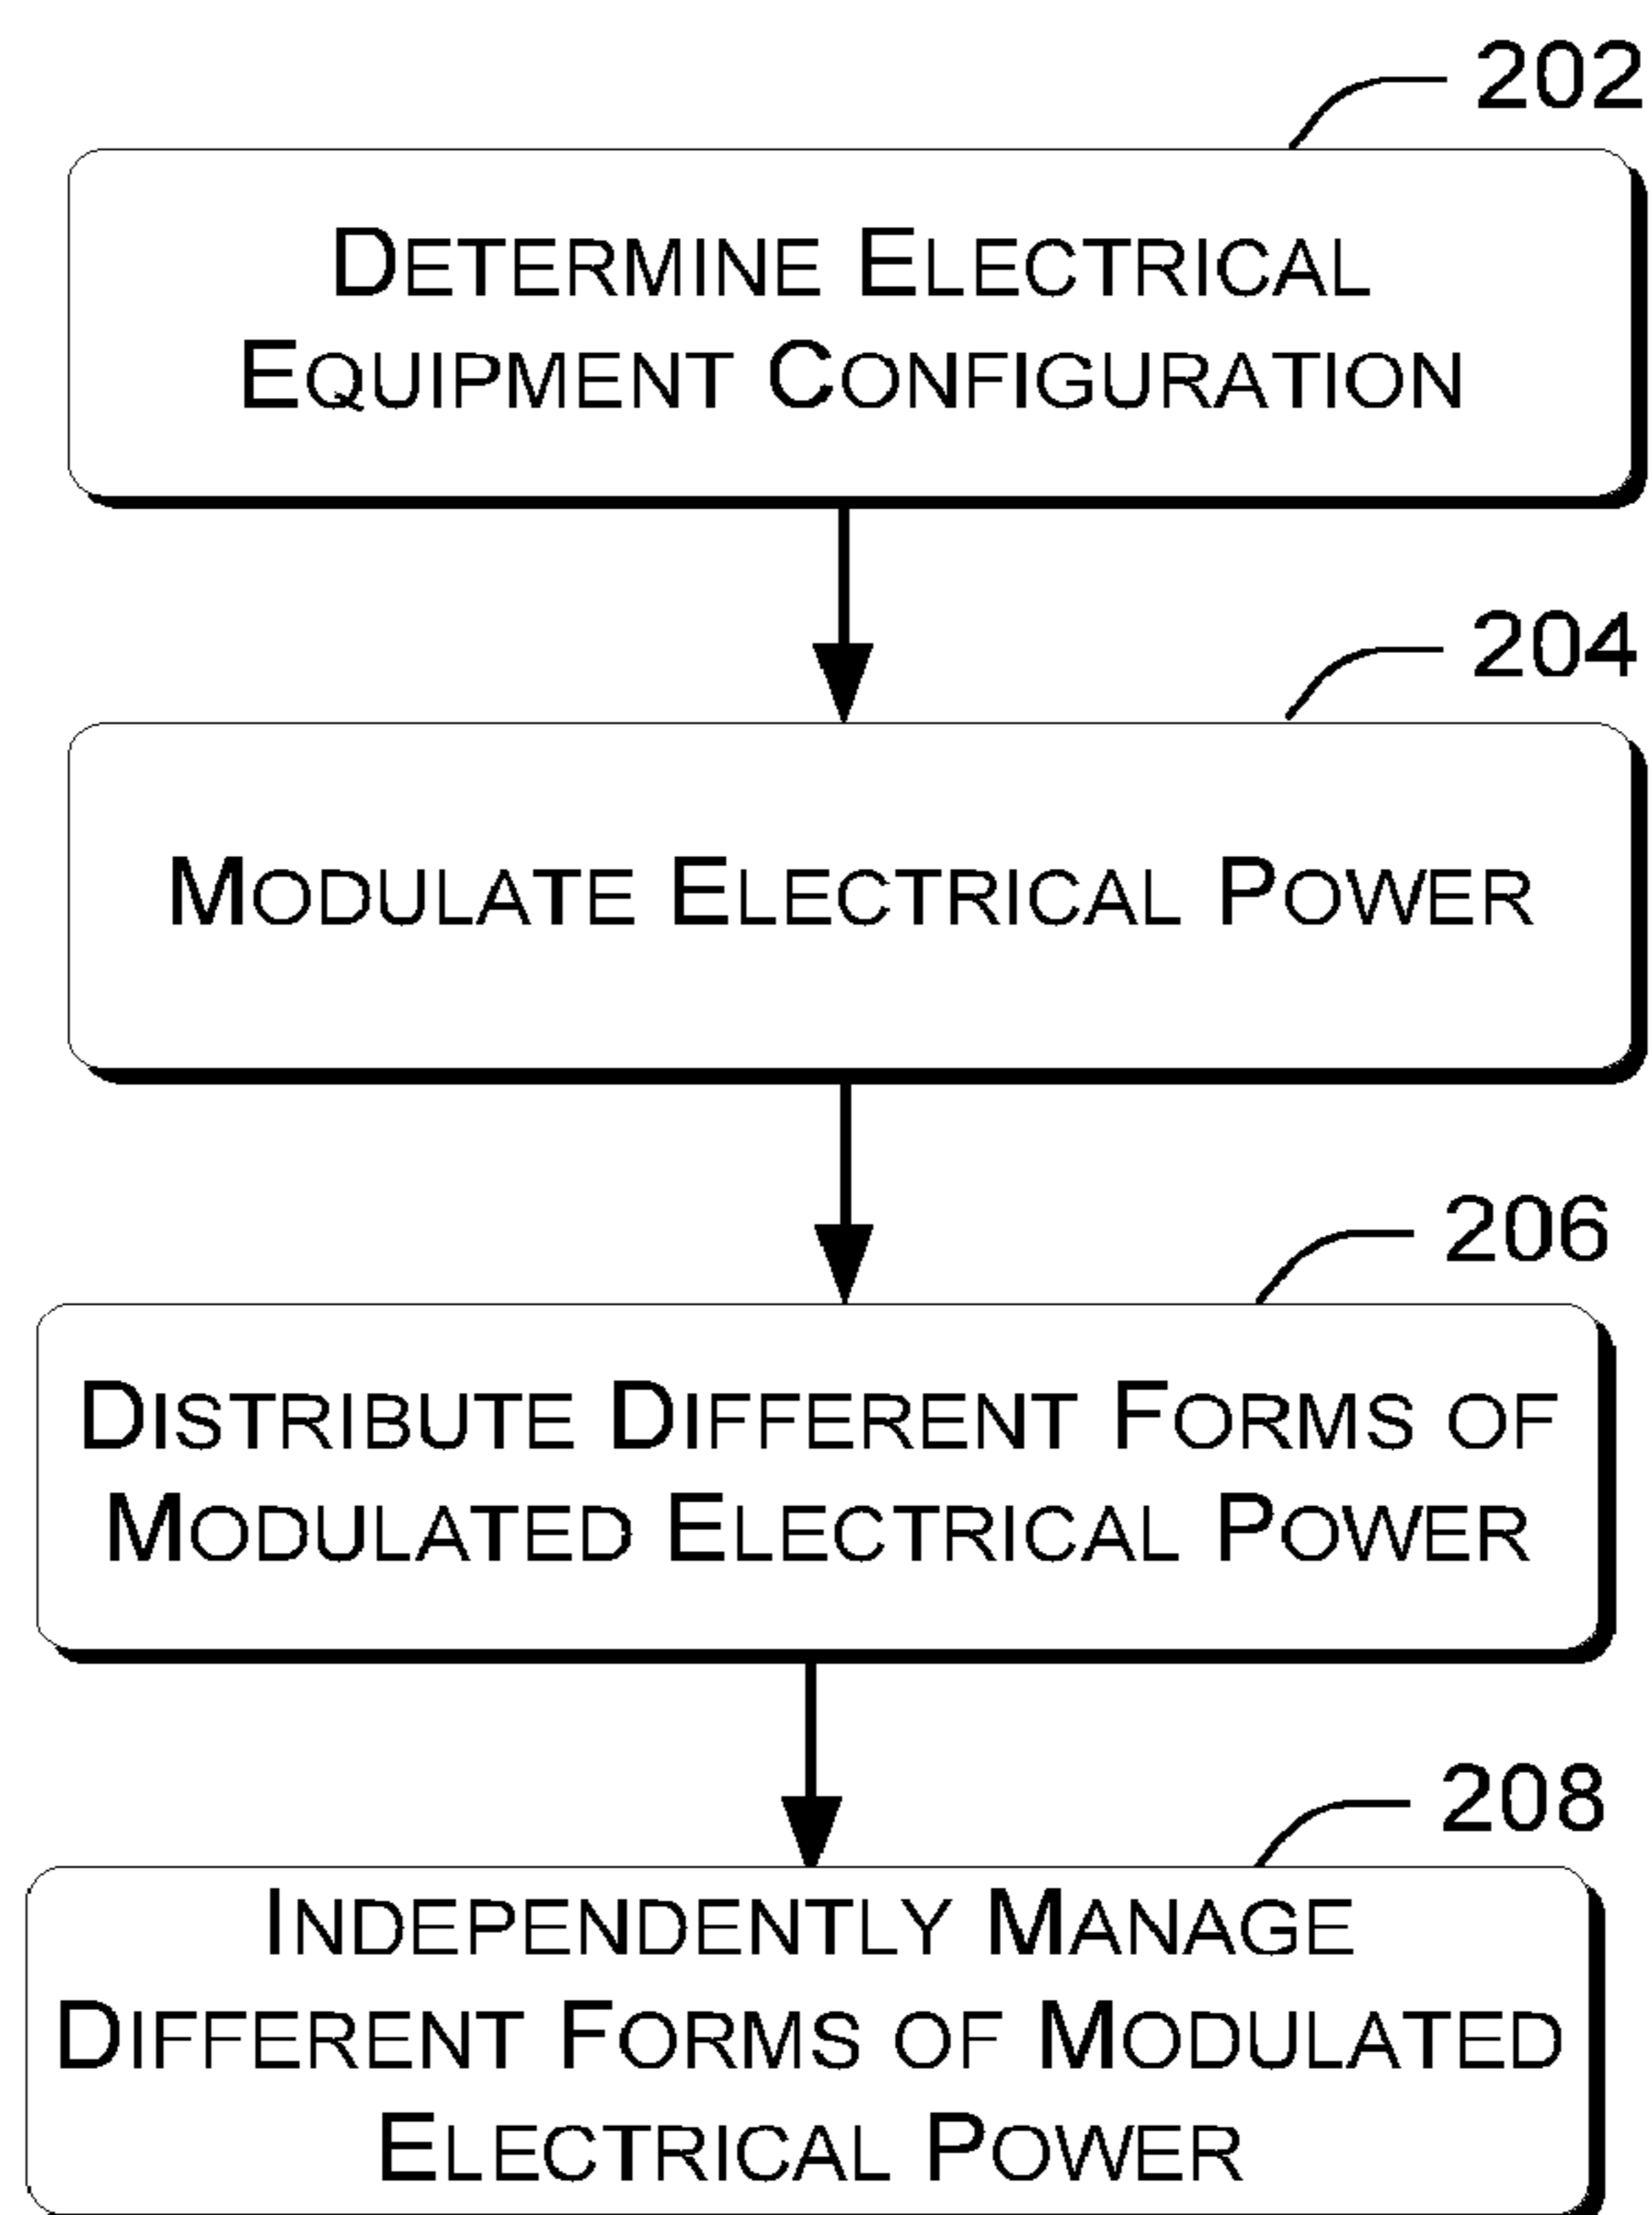 202
DETERMINE ELECTRICAL
EQUIPMENT CONFIGURATION
204
MODULATE ELECTRICAL POWER
206
DISTRIBUTE DIFFERENT FORMS OF
MODULATED ELECTRICAL POWER
208
INDEPENDENTLY MANAGE
DIFFERENT FORMS OF MODULATED
ELECTRICAL POWER